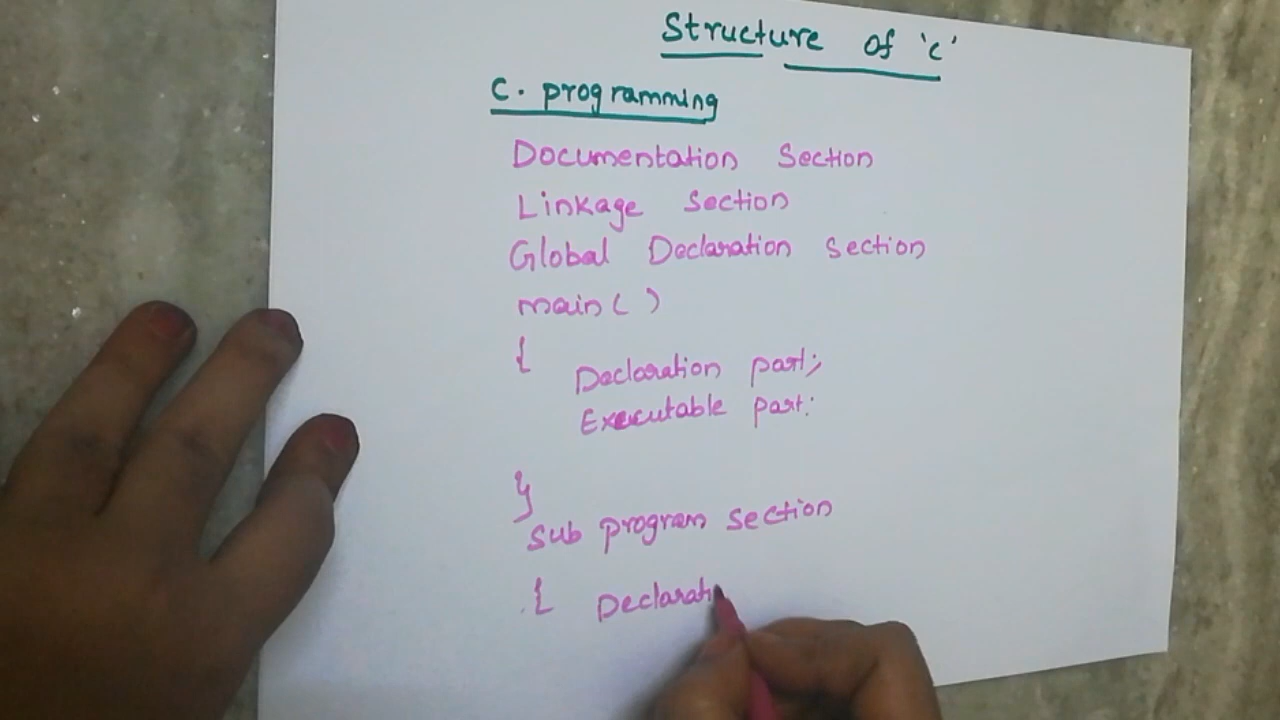 Structure of 'c'
C. programming
Documentation Section
Linkage Section
Global Declaration section
main( )
{
Declaration part;
Executable part:
}
Sub program section
{ Declarati